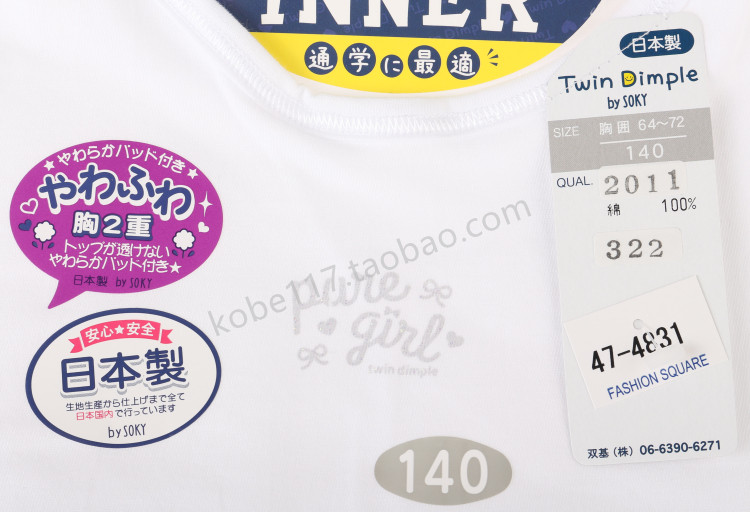 INNER
通学に最適
日本製
Twin Dimple
by SOKY
SIZE 胸囲 64~72
140
QUAL. 2011
綿 100%
322
47-4831
FASHION SQUARE
双基(株) 06-6390-6271
★やわらかパッド付き★
やわふわ
胸2重
トップが透けない
やわらかパッド付き★
日本製 by SOKY
安心★安全
日本製
生地生産から仕上げまで全て
日本国内で行っています
by SOKY
pure
girl
twin dimple
140
kobe117.taobao.com